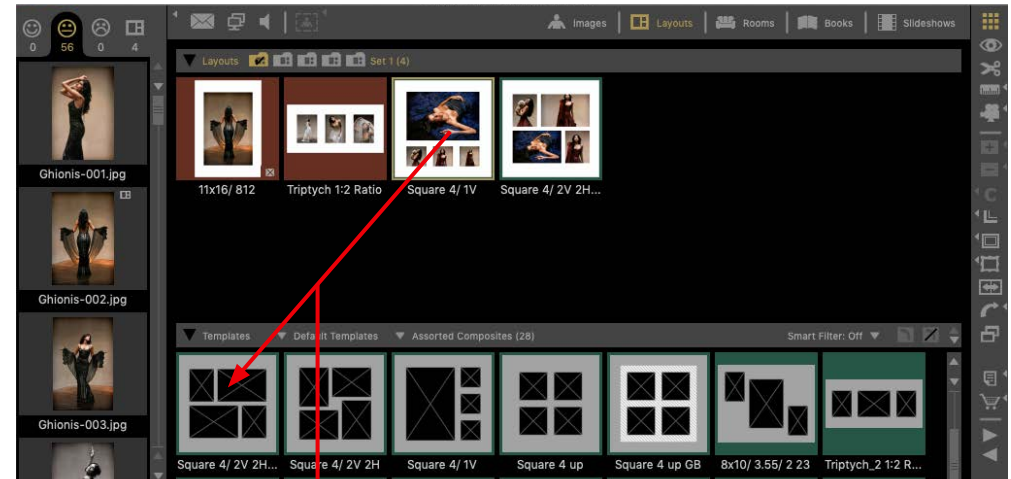 0 56 0 4
Images Layouts Rooms Books Slideshows
Layouts Set 1 (4)
Ghionis-001.jpg
11x16/ 812 Triptych 1:2 Ratio Square 4/ 1V Square 4/ 2V 2H...
Ghionis-002.jpg
Templates Default Templates Assorted Composites (28) Smart Filter: Off
Ghionis-003.jpg
Square 4/ 2V 2H... Square 4/ 2V 2H Square 4/ 1V Square 4 up Square 4 up GB 8x10/ 3.55/ 2 23 Triptych_2 1:2 R...
C